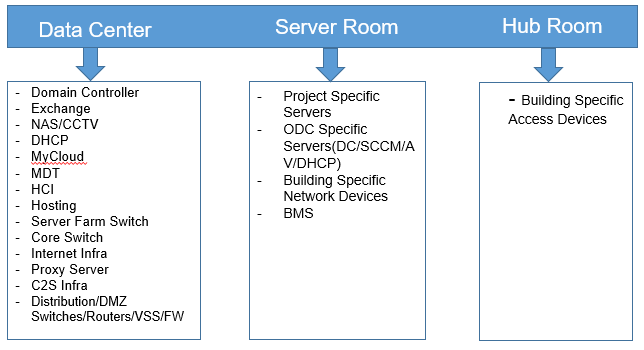 Data Center
Server Room
Hub Room
- Domain Controller
- Exchange
- NAS/CCTV
- DHCP
- MyCloud
- MDT
- HCI
- Hosting
- Server Farm Switch
- Core Switch
- Internet Infra
- Proxy Server
- C2S Infra
- Distribution/DMZ
Switches/Routers/VSS/FW
- Project Specific
Servers
- ODC Specific
Servers(DC/SCCM/A
V/DHCP)
- Building Specific
Network Devices
- BMS
- Building Specific
Access Devices